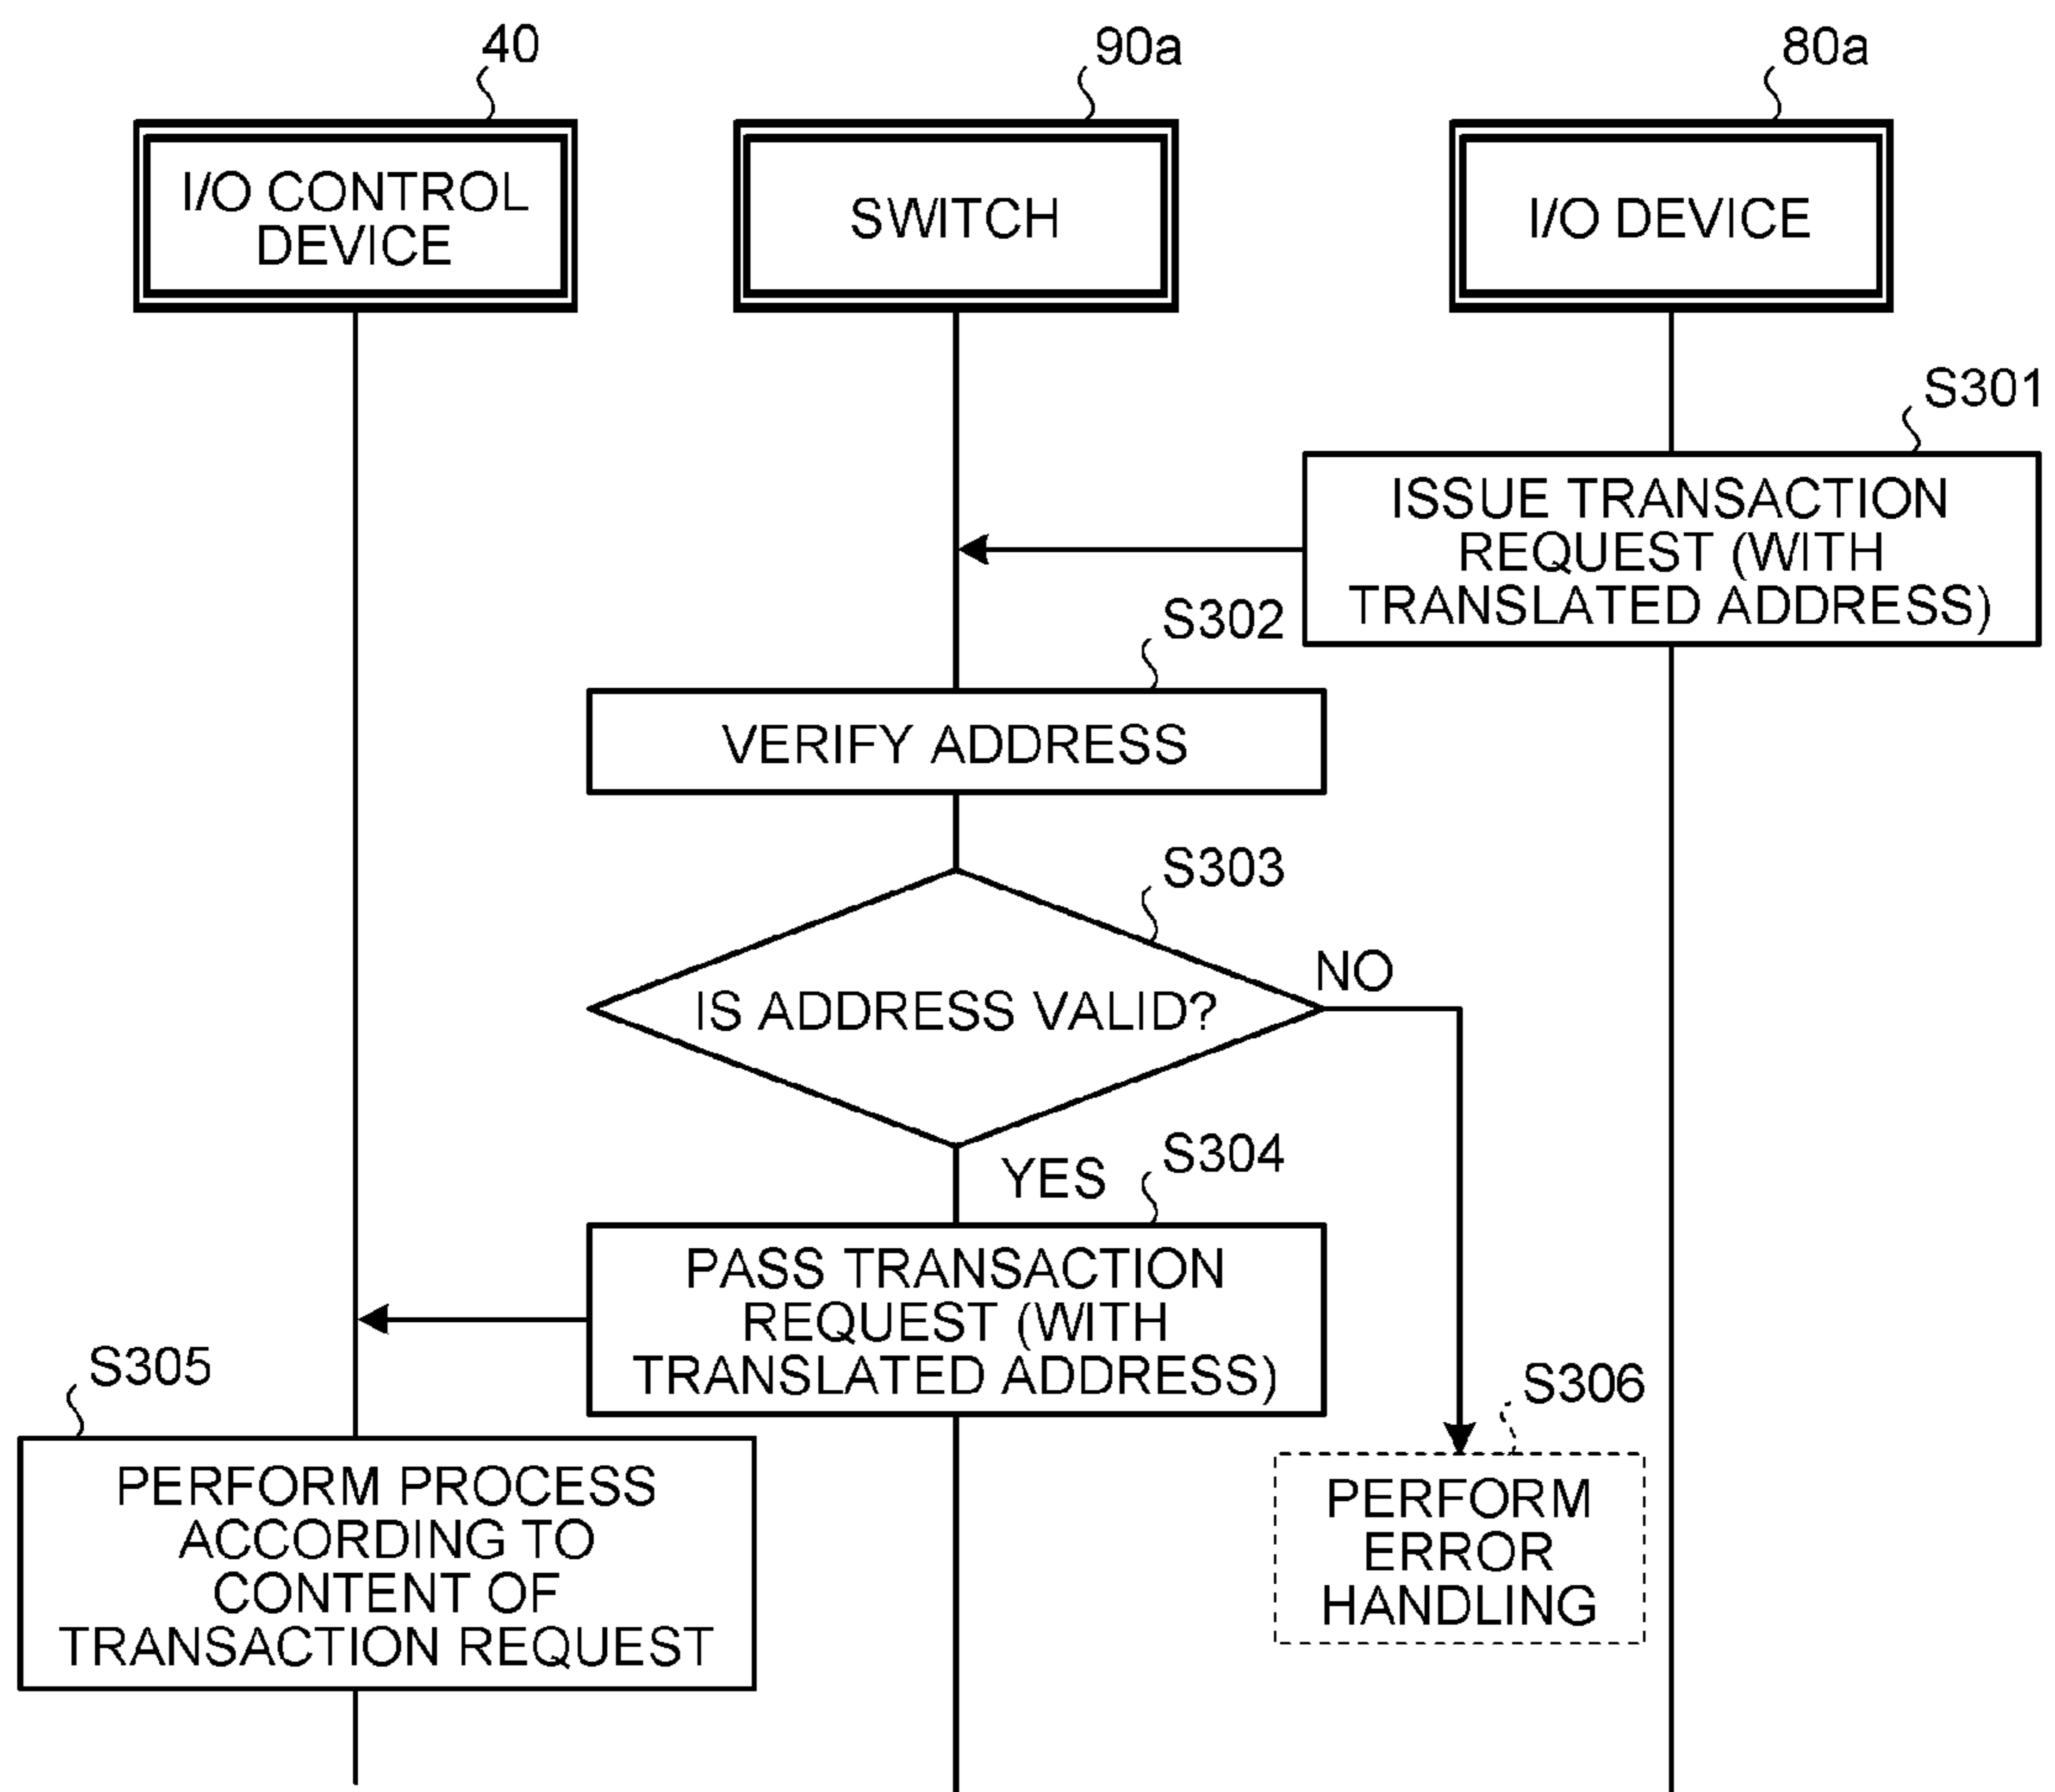 40
90a
80a
I/O CONTROL
DEVICE
SWITCH
I/O DEVICE
S301
ISSUE TRANSACTION
REQUEST (WITH
TRANSLATED ADDRESS)
S302
VERIFY ADDRESS
S303
IS ADDRESS VALID?
NO
YES
S304
PASS TRANSACTION
REQUEST (WITH
TRANSLATED ADDRESS)
S305
PERFORM PROCESS
ACCORDING TO
CONTENT OF
TRANSACTION REQUEST
S306
PERFORM
ERROR
HANDLING